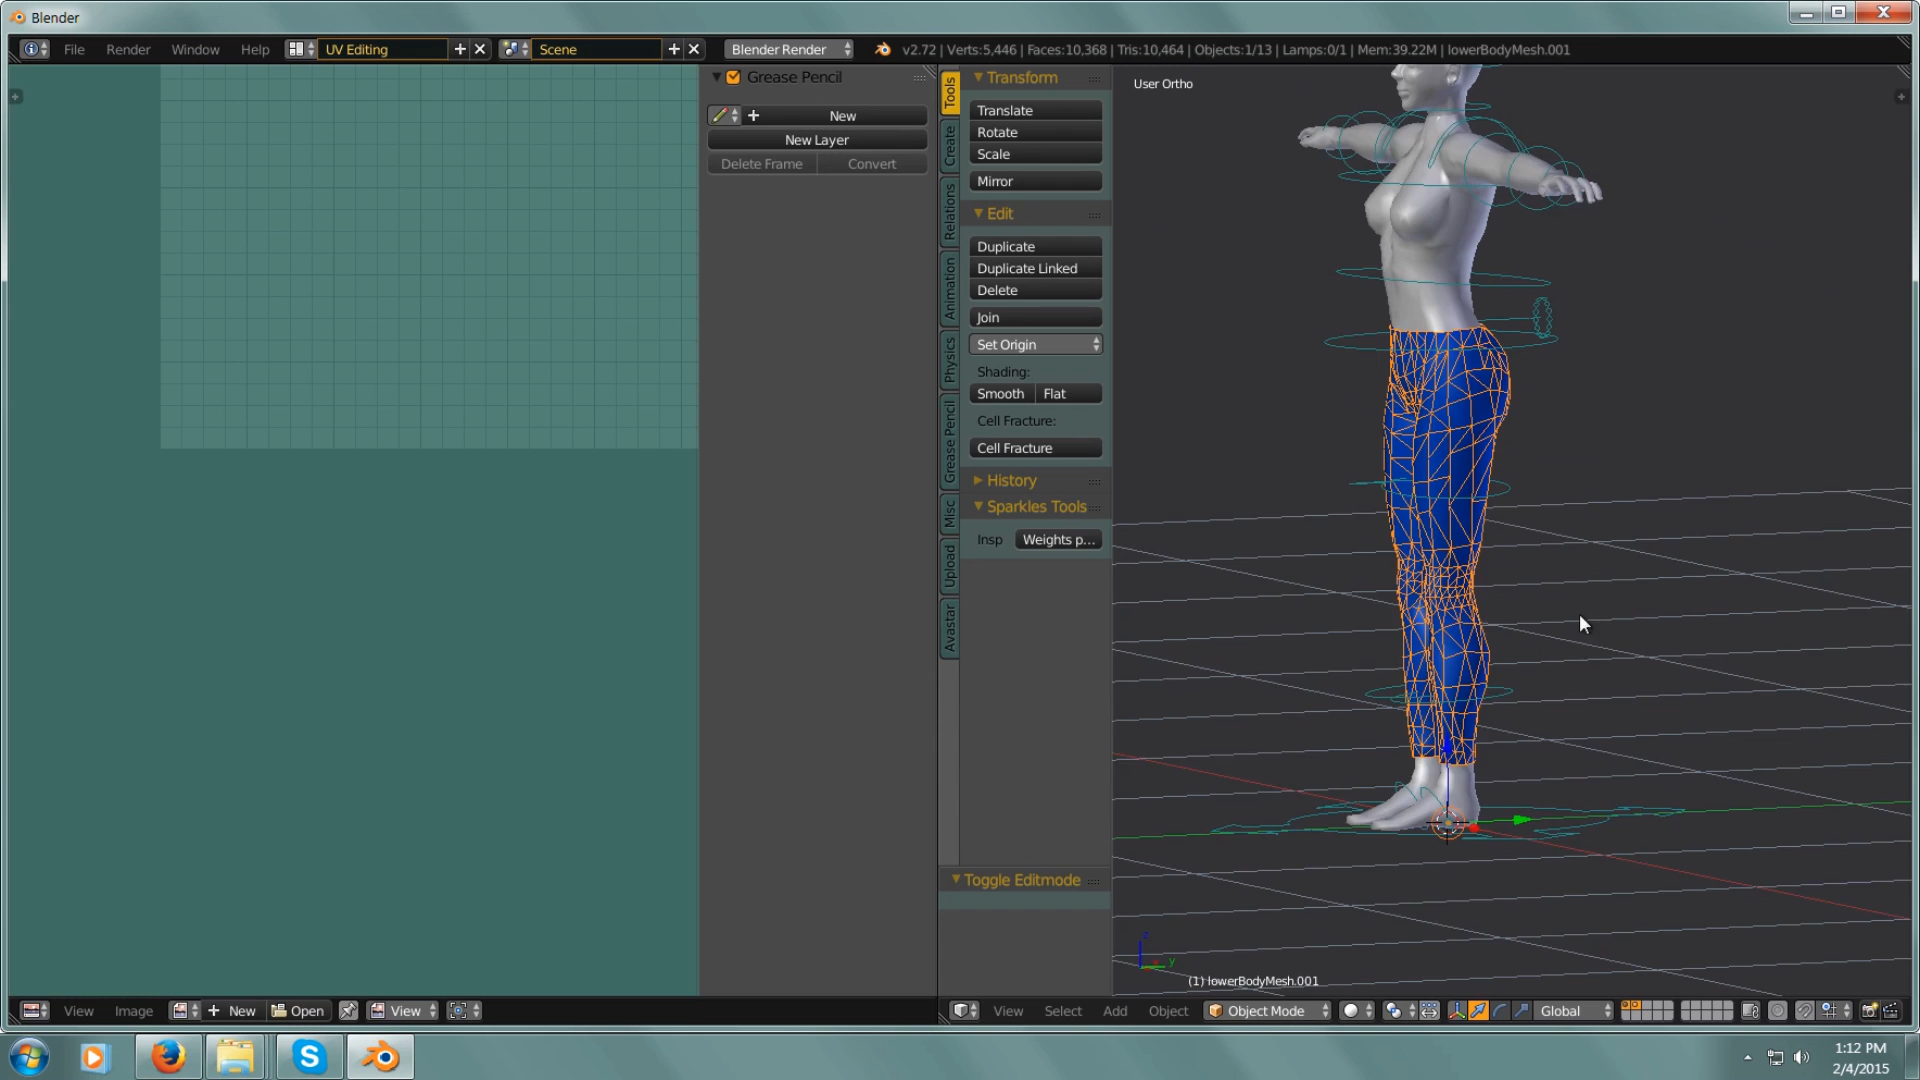 Blender
File Render Window Help UV Editing Scene Blender Render v2.72 | Verts:5,446 | Faces:10,368 | Tris:10,464 | Objects:1/13 | Lamps:0/1 | Mem:39.22M | lowerBodyMesh.001
Grease Pencil
New
New Layer
Delete Frame Convert
Tools
Create
Relations
Animation
Physics
Grease Pencil
Misc
Upload
Avastar
Transform
Translate
Rotate
Scale
Mirror
Edit
Duplicate
Duplicate Linked
Delete
Join
Set Origin
Shading:
Smooth Flat
Cell Fracture:
Cell Fracture
History
Sparkles Tools
Insp Weights p...
Toggle Editmode
User Ortho
z
y
(1) lowerBodyMesh.001
View Image New Open View
View Select Add Object Object Mode Global
1:12 PM
2/4/2015